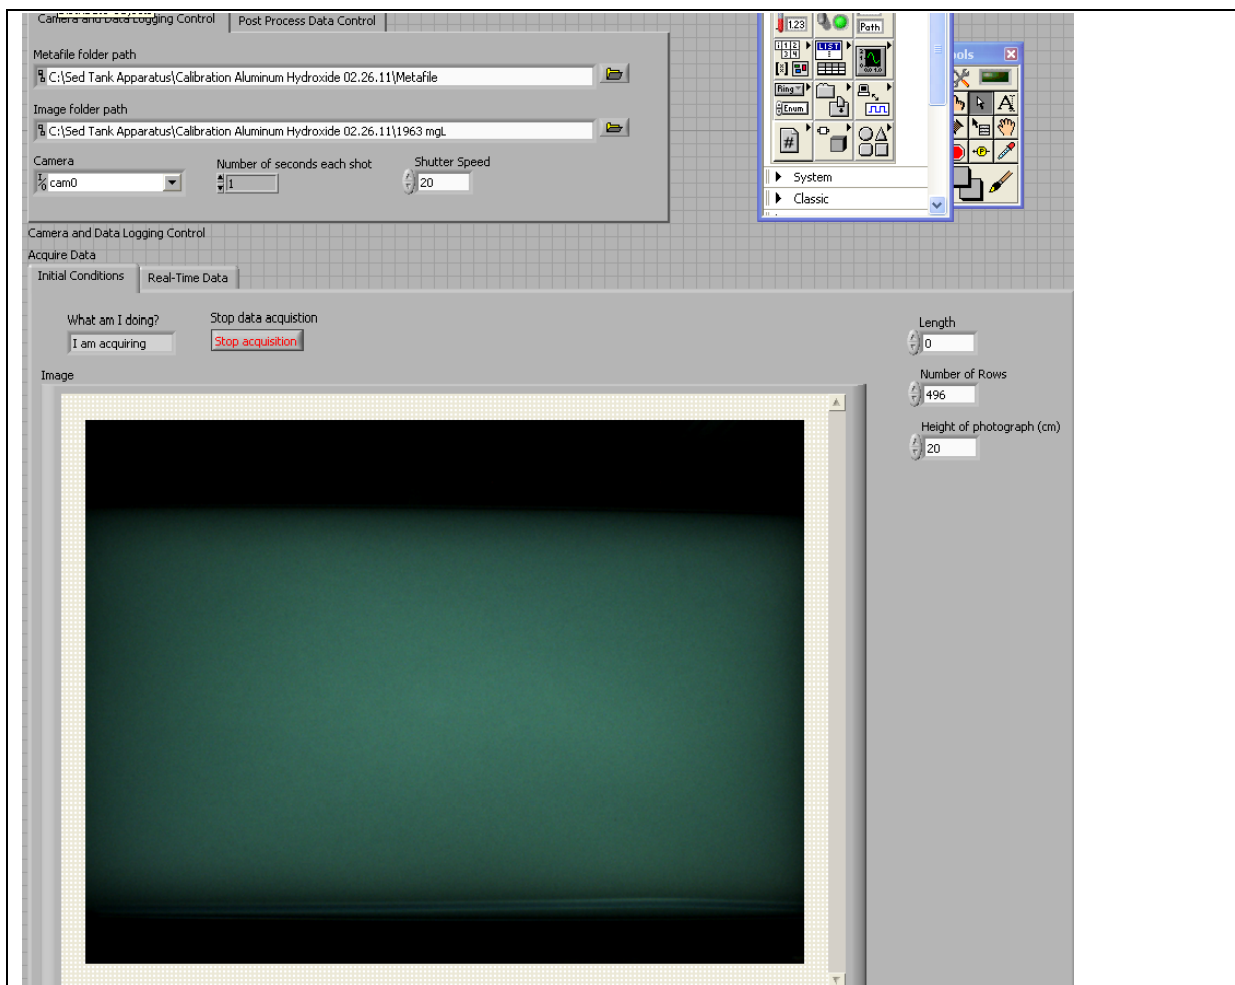 Camera and Data Logging Control
Post Process Data Control
Metafile folder path
C:\Sed Tank Apparatus\Calibration Aluminum Hydroxide 02.26.11\Metafile
Image folder path
C:\Sed Tank Apparatus\Calibration Aluminum Hydroxide 02.26.11\1963 mgL
Camera
Number of seconds each shot
Shutter Speed
cam0
1
20
1.23
Path
LIST
Ring
Enum
System
Classic
ols
Camera and Data Logging Control
Acquire Data
Initial Conditions
Real-Time Data
What am I doing?
Stop data acquistion
I am acquiring
Stop acquisition
Length
0
Number of Rows
496
Height of photograph (cm)
20
Image